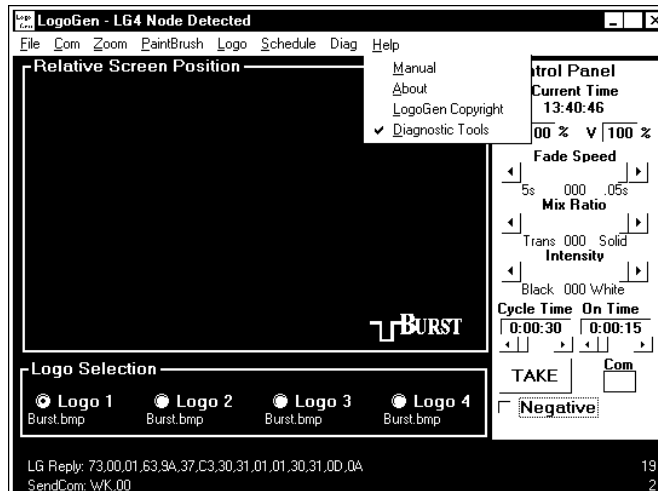 LogoGen - LG4 Node Detected
File Com Zoom PaintBrush Logo Schedule Diag Help
Manual
About
LogoGen Copyright
✓ Diagnostic Tools
Relative Screen Position
BURST
Logo Selection
Logo 1 Logo 2 Logo 3 Logo 4
Burst.bmp Burst.bmp Burst.bmp Burst.bmp
LG Reply: 73,00,01,63,9A,37,C3,30,31,01,01,30,31,0D,0A 19
SendCom: WK,00 2
Panel
Current Time
13:40:46
% V 100 %
Fade Speed
5s 000 .05s
Mix Ratio
Trans 000 Solid
Intensity
Black 000 White
Cycle Time On Time
0:00:30 0:00:15
TAKE Com
Negative